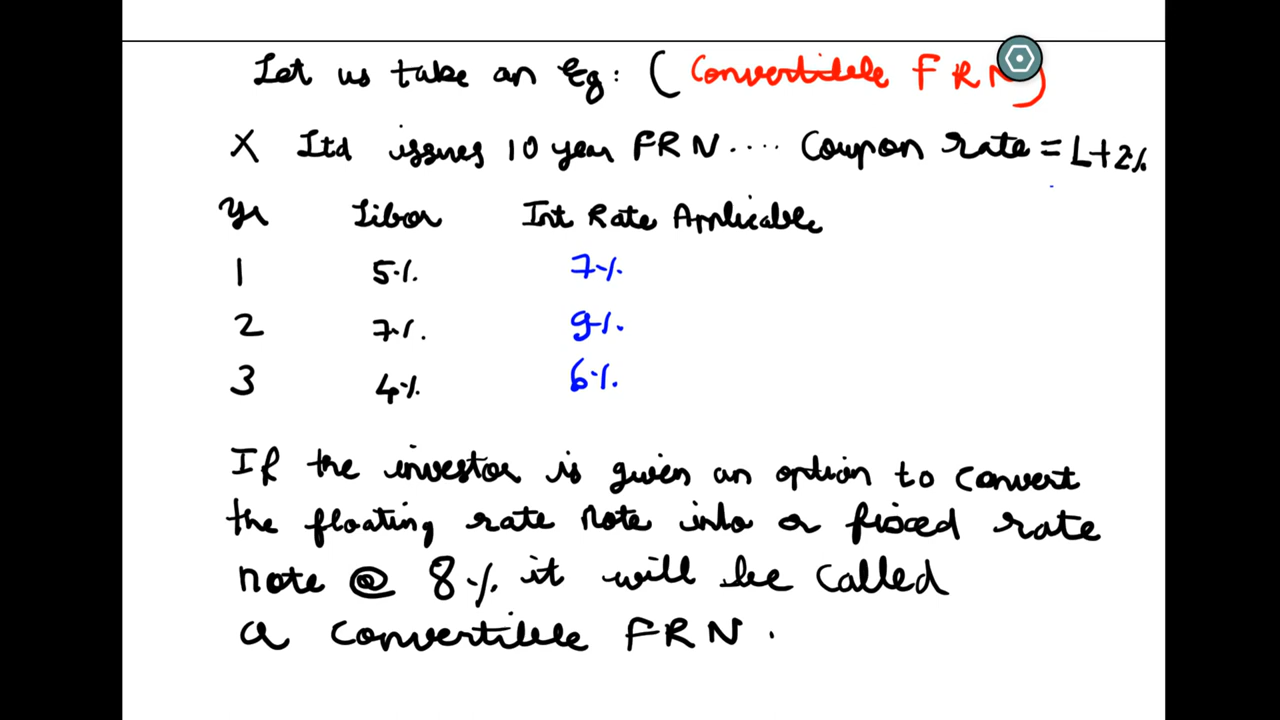 Let us take an Eg: (Convertible FRN)
X Ltd issues 10 year FRN.... Coupon rate = L+2%
Yr Libor Int Rate Applicable
1 5% 7%
2 7% 9%
3 4% 6%
If the investor is given an option to convert
the floating rate note into a fixed rate
note @ 8% it will be called
a convertible FRN.